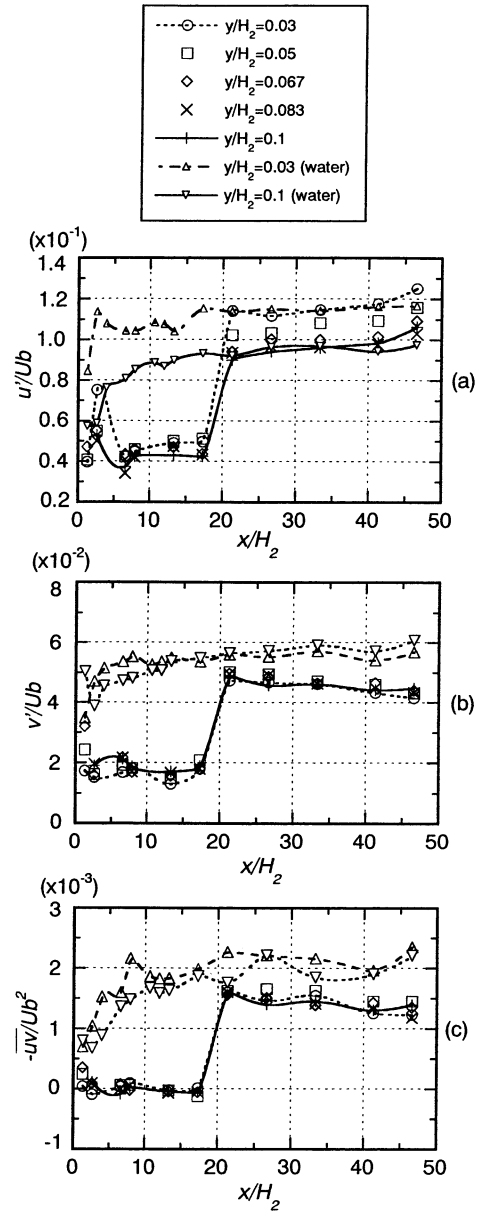 y/H2=0.03
y/H2=0.05
y/H2=0.067
y/H2=0.083
y/H2=0.1
y/H2=0.03 (water)
y/H2=0.1 (water)
(x10-1)
1.4
1.2
1.0
0.8
0.6
0.4
0.2
u'/Ub
(a)
0 10 20 30 40 50
x/H2
(x10-2)
8
6
4
2
0
v'/Ub
(b)
0 10 20 30 40 50
x/H2
(x10-3)
3
2
1
0
-1
-uv/Ub2
(c)
0 10 20 30 40 50
x/H2